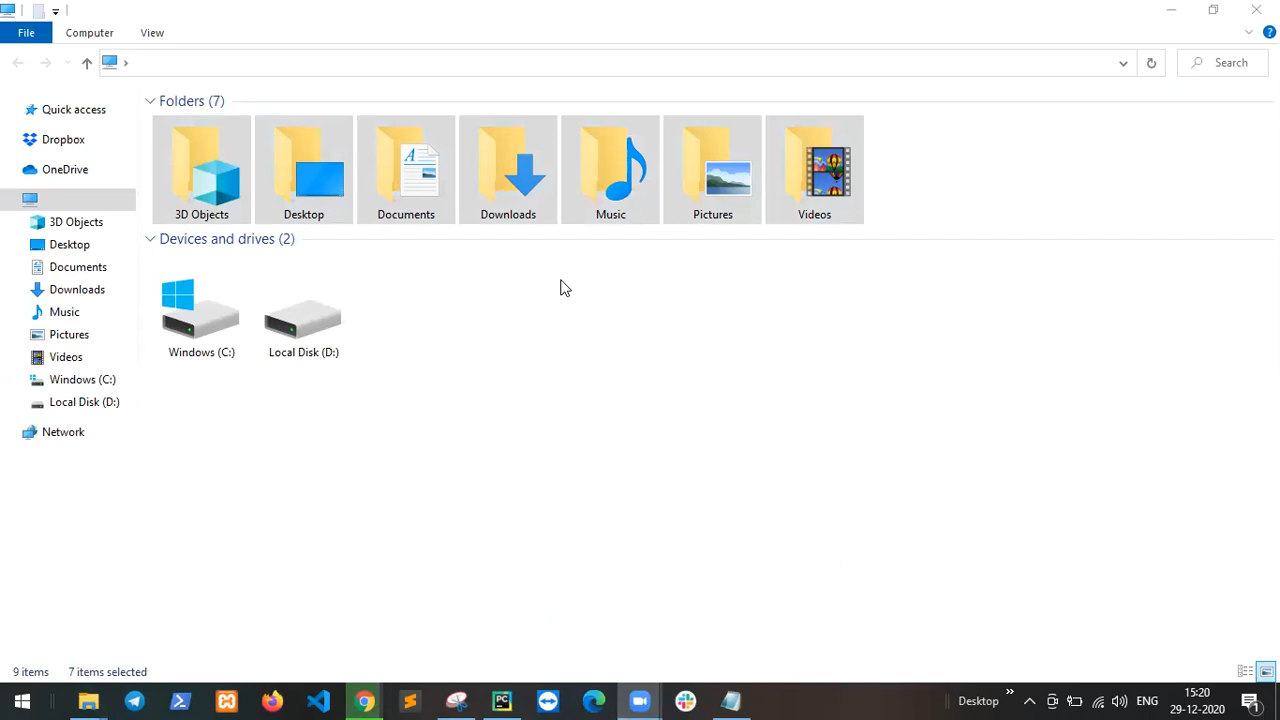 File Computer View
Search
Quick access
Dropbox
OneDrive
3D Objects
Desktop
Documents
Downloads
Music
Pictures
Videos
Windows (C:)
Local Disk (D:)
Network
Folders (7)
3D Objects Desktop Documents Downloads Music Pictures Videos
Devices and drives (2)
Windows (C:) Local Disk (D:)
9 items 7 items selected
Desktop » ENG 15:20
29-12-2020